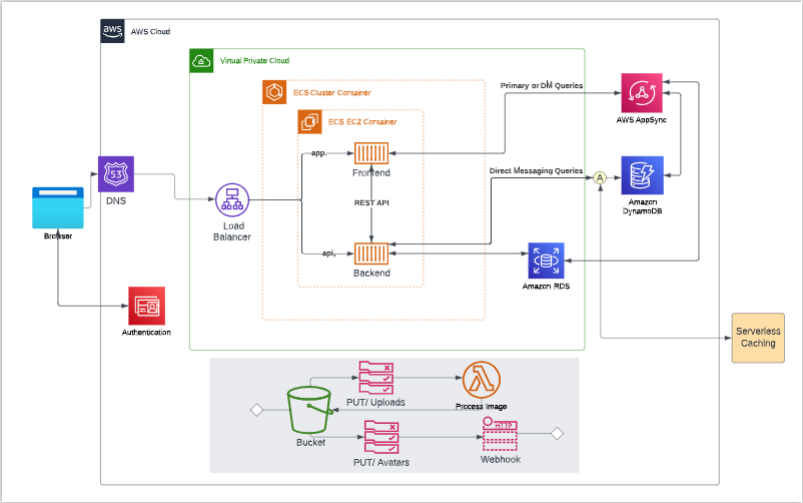 aws
AWS Cloud
Virtual Private Cloud
ECS Cluster Container
ECS EC2 Container
Primary or DM Queries
AWS AppSync
app.
Frontend
53
DNS
Direct Messaging Queries
A
Amazon
DynamoDB
REST API
Load
Balancer
Browser
api,
Backend
Amazon RDS
Authentication
Serverless
Caching
PUT/ Uploads
Process Image
Bucket
HTTP
PUT/ Avatars
Webhook